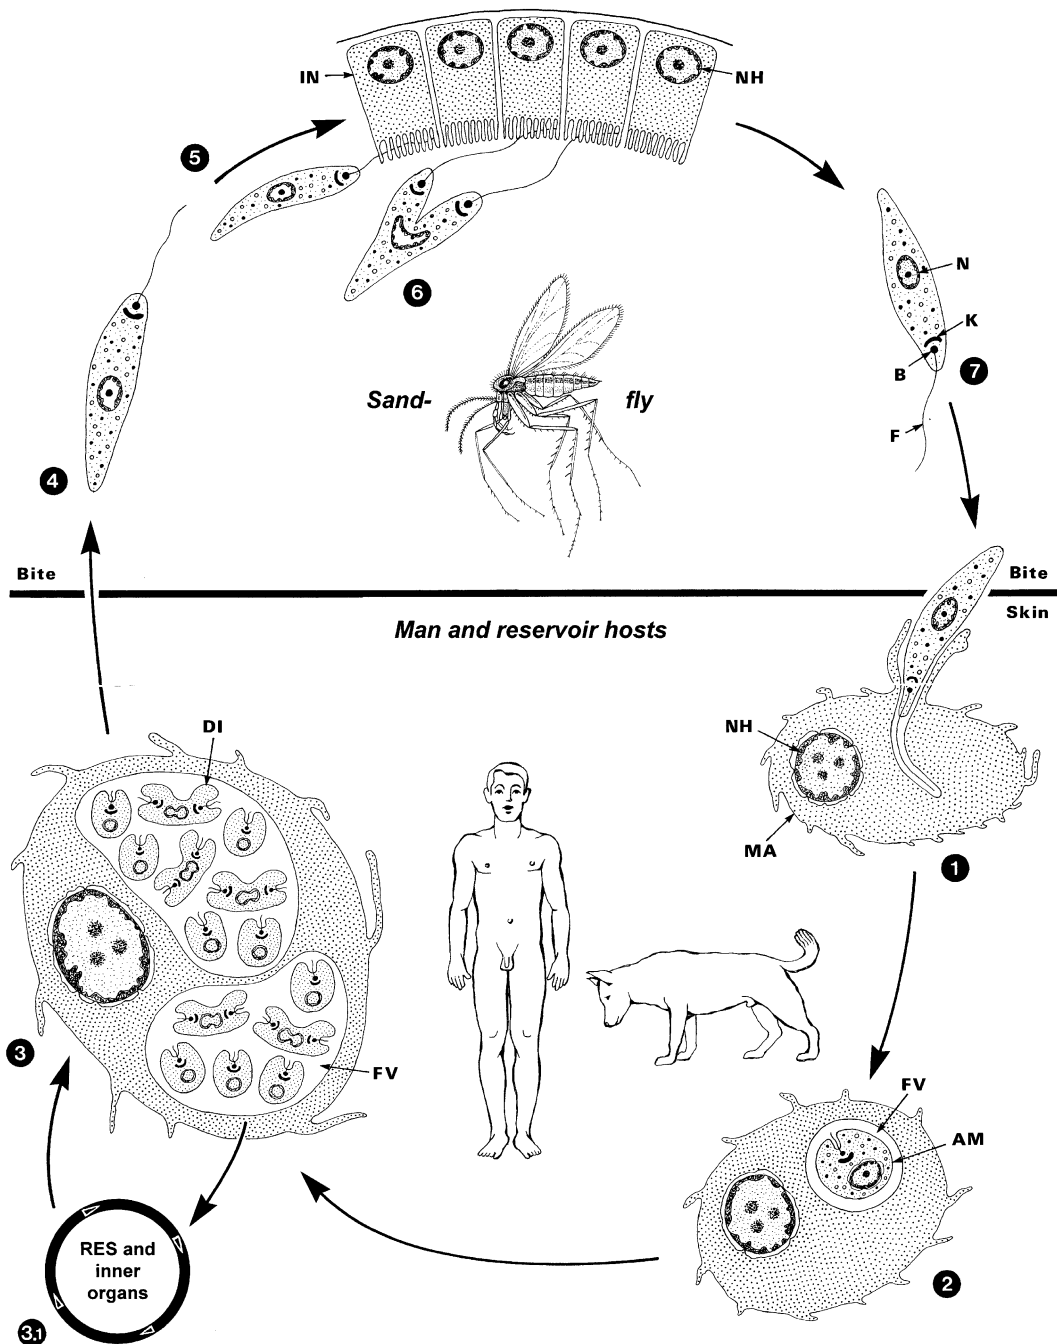 IN
NH
5
6
N
K
B
7
F
Sand-
fly
4
Bite
Bite
Skin
Man and reservoir hosts
DI
NH
MA
1
3
FV
FV
AM
RES and
inner
organs
2
3.1